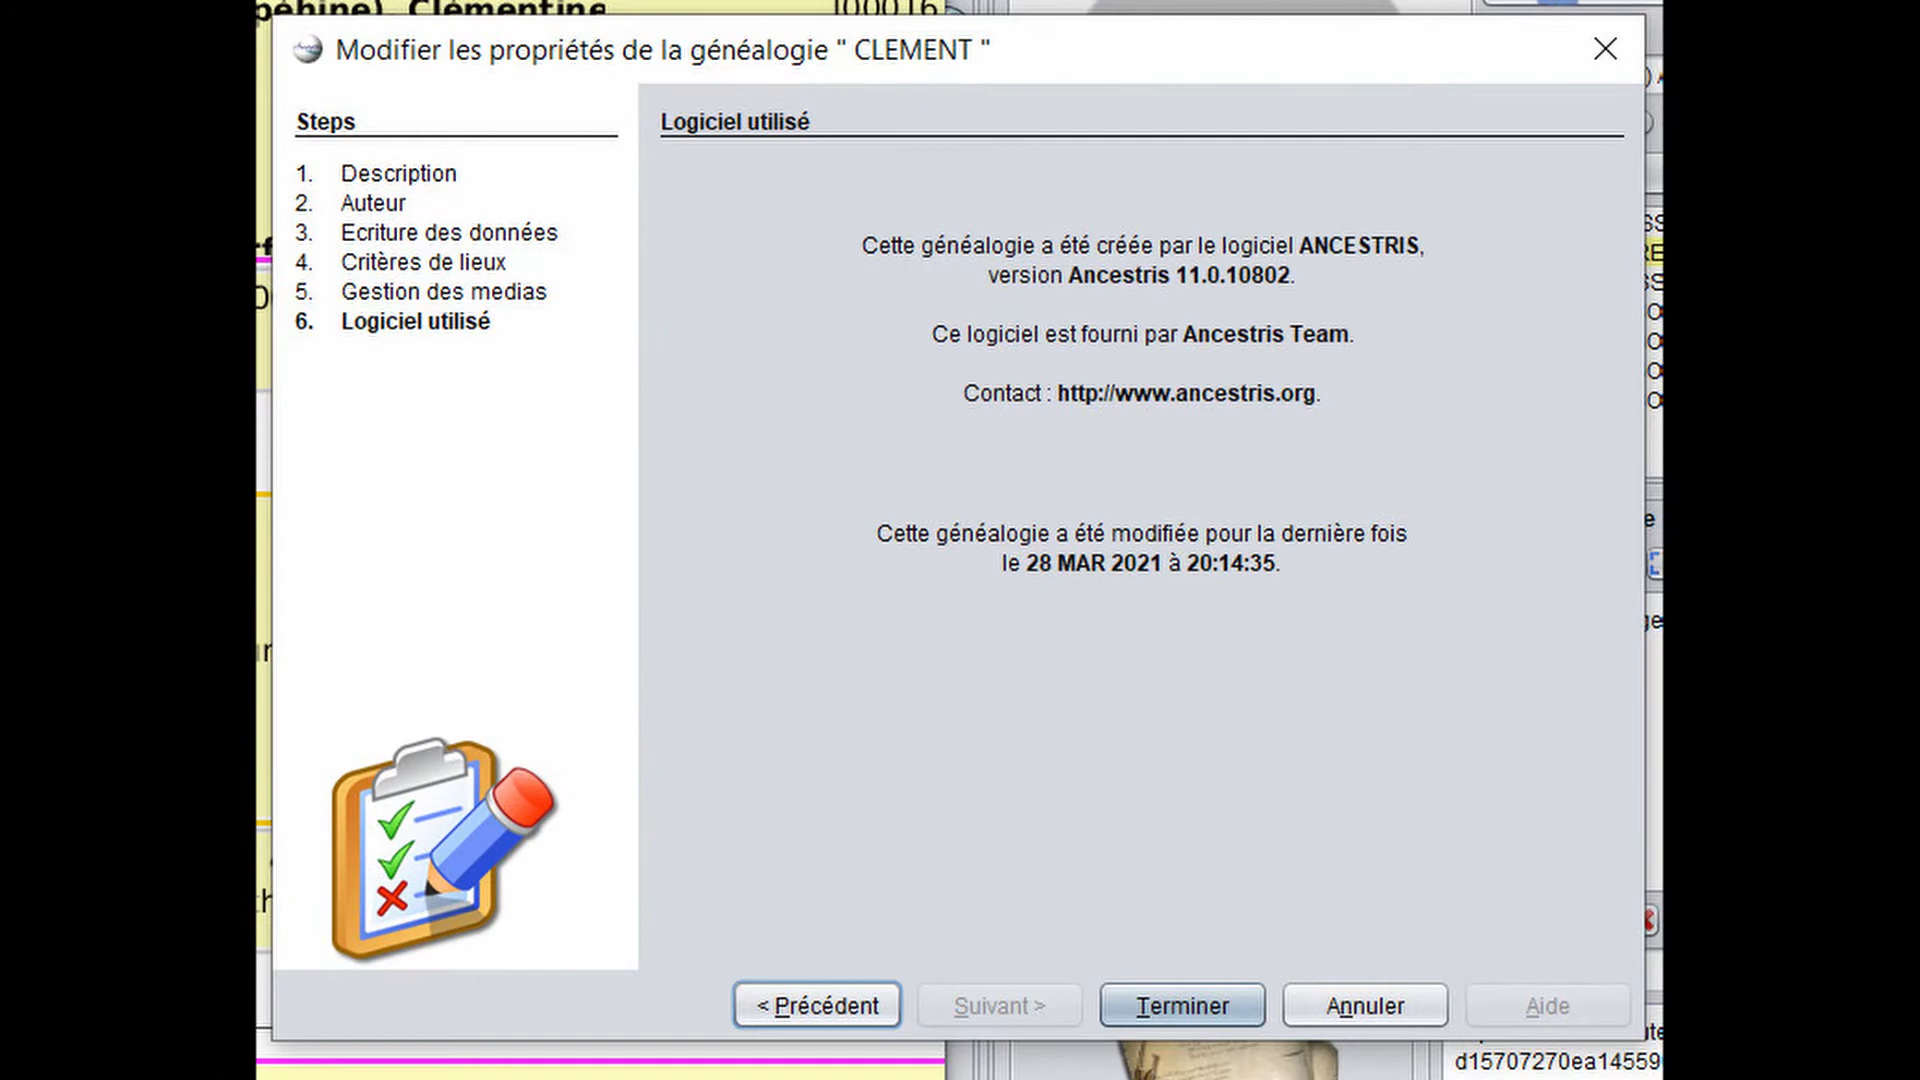 Clémentine
I00016
Modifier les propriétés de la généalogie " CLEMENT "
Steps
1. Description
2. Auteur
3. Ecriture des données
4. Critères de lieux
5. Gestion des medias
6. Logiciel utilisé
Logiciel utilisé
Cette généalogie a été créée par le logiciel ANCESTRIS,
version Ancestris 11.0.10802.
Ce logiciel est fourni par Ancestris Team.
Contact : http://www.ancestris.org.
Cette généalogie a été modifiée pour la dernière fois
le 28 MAR 2021 à 20:14:35.
< Précédent
Suivant >
Terminer
Annuler
Aide
d15707270ea14559